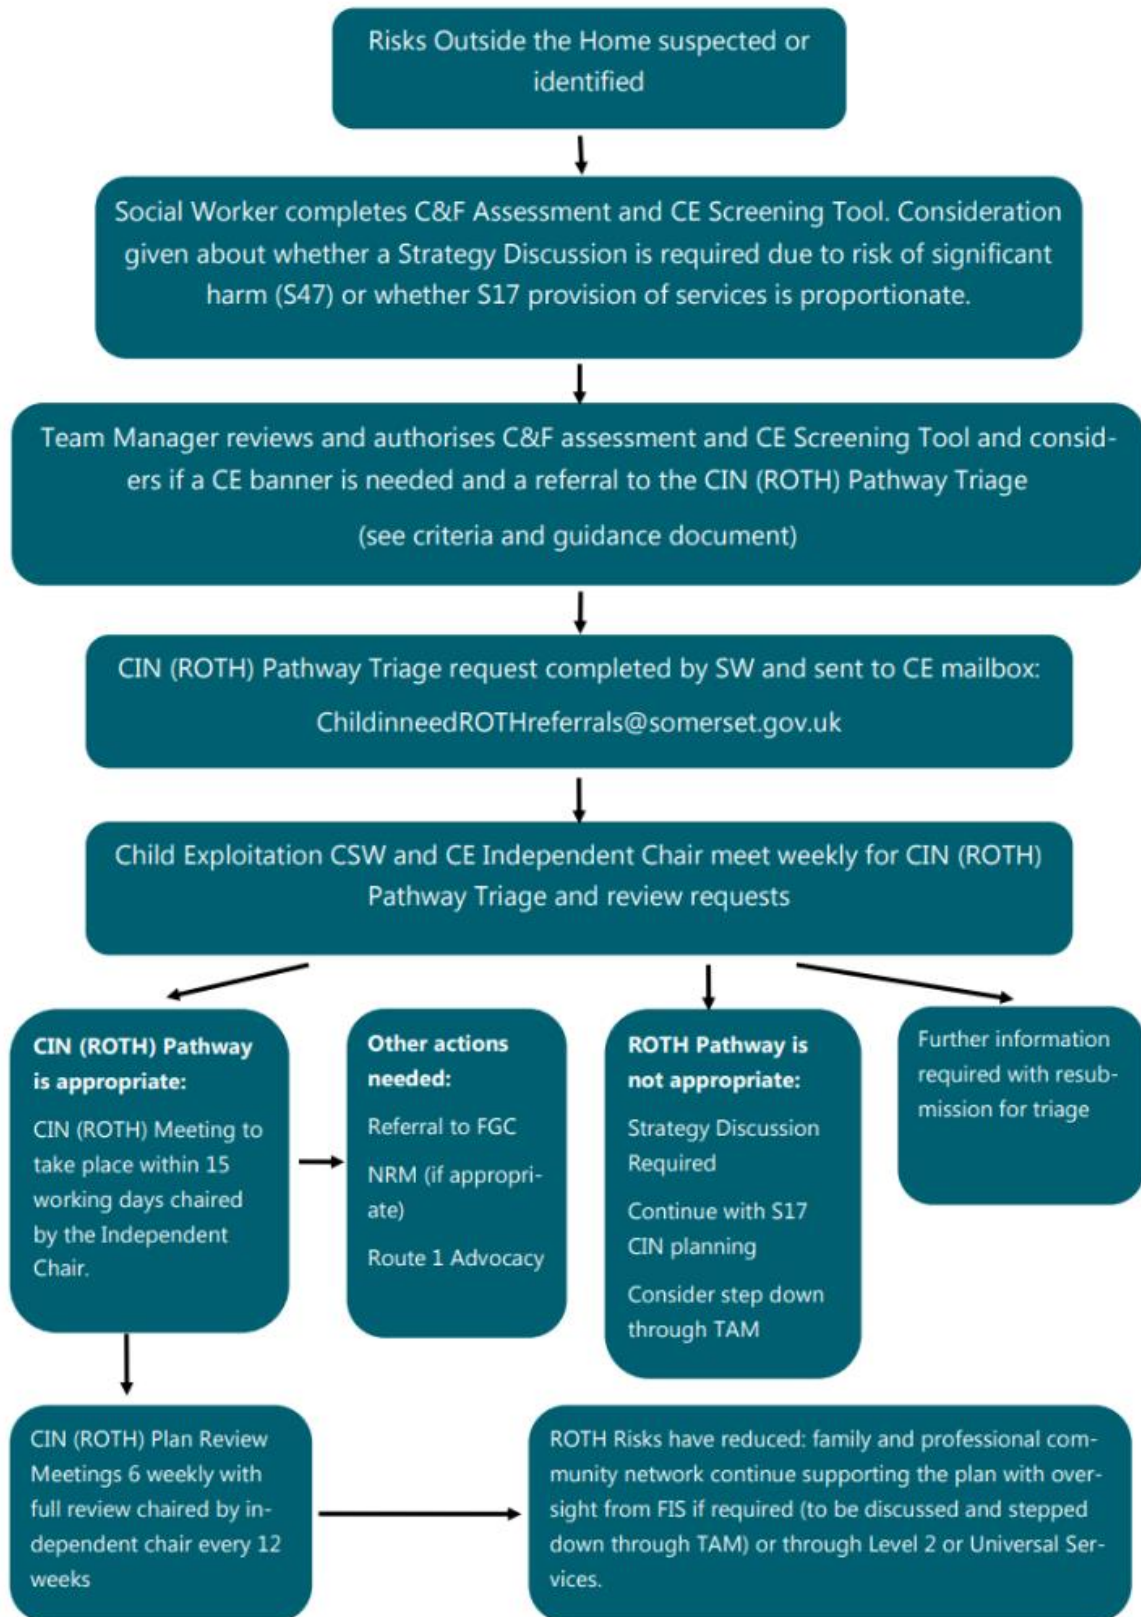 Risks Outside the Home suspected or
identified
Social Worker completes C&F Assessment and CE Screening Tool. Consideration
given about whether a Strategy Discussion is required due to risk of significant
harm (S47) or whether S17 provision of services is proportionate.
Team Manager reviews and authorises C&F assessment and CE Screening Tool and consid-
ers if a CE banner is needed and a referral to the CIN (ROTH) Pathway Triage
(see criteria and guidance document)
CIN (ROTH) Pathway Triage request completed by SW and sent to CE mailbox:
ChildinneedROTHreferrals@somerset.gov.uk
Child Exploitation CSW and CE Independent Chair meet weekly for CIN (ROTH)
Pathway Triage and review requests
CIN (ROTH) Pathway
is appropriate:
CIN (ROTH) Meeting to
take place within 15
working days chaired
by the Independent
Chair.
Other actions
needed:
Referral to FGC
NRM (if appropri-
ate)
Route 1 Advocacy
ROTH Pathway is
not appropriate:
Strategy Discussion
Required
Continue with S17
CIN planning
Consider step down
through TAM
Further information
required with resub-
mission for triage
CIN (ROTH) Plan Review
Meetings 6 weekly with
full review chaired by in-
dependent chair every 12
weeks
ROTH Risks have reduced: family and professional com-
munity network continue supporting the plan with over-
sight from FIS if required (to be discussed and stepped
down through TAM) or through Level 2 or Universal Ser-
vices.